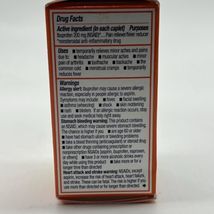 Drug Facts
Active ingredient (in each caplet) Purposes
Ibuprofen 200 mg (NSAID)* ... Pain reliever/fever reducer
*nonsteroidal anti-inflammatory drug
Uses ■ temporarily relieves minor aches and pains
due to: ■ headache ■ muscular aches ■ minor
pain of arthritis ■ toothache ■ backache ■ the
common cold ■ menstrual cramps ■ temporarily
reduces fever
Warnings
Allergy alert: Ibuprofen may cause a severe allergic
reaction, especially in people allergic to aspirin.
Symptoms may include: ■ hives ■ facial swelling
■ asthma (wheezing) ■ shock ■ skin reddening
■ rash ■ blisters If an allergic reaction occurs, stop
use and seek medical help right away.
Stomach bleeding warning: This product contains
an NSAID, which may cause severe stomach bleeding.
The chance is higher if you ■ are age 60 or older
■ have had stomach ulcers or bleeding problems
■ take a blood thinning (anticoagulant) or steroid drug
■ take other drugs containing prescription or
nonprescription NSAIDs (aspirin, ibuprofen, naproxen,
or others) ■ have 3 or more alcoholic drinks every day
while using this product ■ take more or for a longer
time than directed
Heart attack and stroke warning: NSAIDs, except
aspirin, increase the risk of heart attack, heart failure,
and stroke. These can be fatal. The risk is higher if you
use more than directed or for longer than directed.